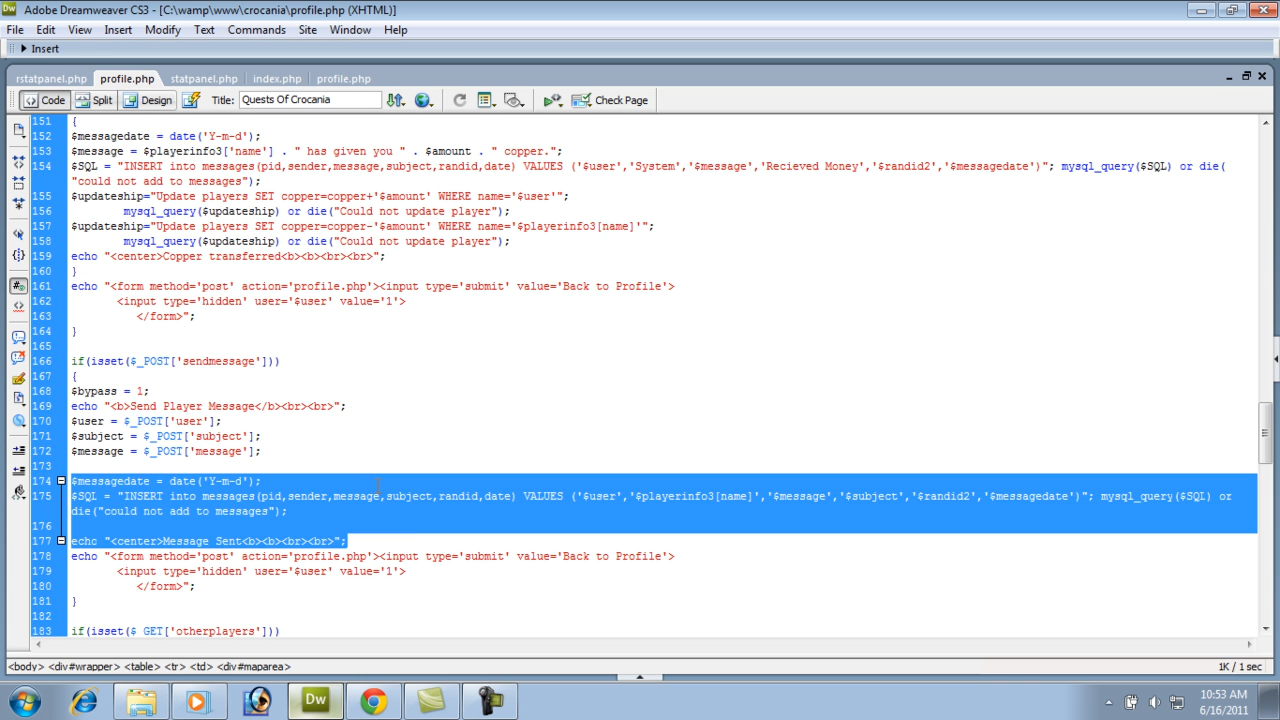 Adobe Dreamweaver CS3 - [C:\wamp\www\crocania\profile.php (XHTML)]
File Edit View Insert Modify Text Commands Site Window Help
Insert
rstatpanel.php profile.php statpanel.php index.php profile.php
Code Split Design Title: Quests Of Crocania Check Page
151 {
152 $messagedate = date('Y-m-d');
153 $message = $playerinfo3['name'] . " has given you " . $amount . " copper.";
154 $SQL = "INSERT into messages(pid,sender,message,subject,randid,date) VALUES ('$user','System','$message','Recieved Money','$randid2','$messagedate')"; mysql_query($SQL) or die(
"could not add to messages");
155 $updateship="Update players SET copper=copper+'$amount' WHERE name='$user'";
156 mysql_query($updateship) or die("Could not update player");
157 $updateship="Update players SET copper=copper-'$amount' WHERE name='$playerinfo3[name]'";
158 mysql_query($updateship) or die("Could not update player");
159 echo "<center>Copper transferred<b><b><br><br>";
160 }
161 echo "<form method='post' action='profile.php'><input type='submit' value='Back to Profile'>
162 <input type='hidden' user='$user' value='1'>
163 </form>";
164 }
165
166 if(isset($_POST['sendmessage']))
167 {
168 $bypass = 1;
169 echo "<b>Send Player Message</b><br><br>";
170 $user = $_POST['user'];
171 $subject = $_POST['subject'];
172 $message = $_POST['message'];
173
174 $messagedate = date('Y-m-d');
175 $SQL = "INSERT into messages(pid,sender,message,subject,randid,date) VALUES ('$user','$playerinfo3[name]','$message','$subject','$randid2','$messagedate')"; mysql_query($SQL) or
die("could not add to messages");
176
177 echo "<center>Message Sent<b><b><br><br>";
178 echo "<form method='post' action='profile.php'><input type='submit' value='Back to Profile'>
179 <input type='hidden' user='$user' value='1'>
180 </form>";
181 }
182
183 if(isset($_GET['otherplayers']))
<body> <div#wrapper> <table> <tr> <td> <div#maparea> 1K / 1 sec
10:53 AM
6/16/2011